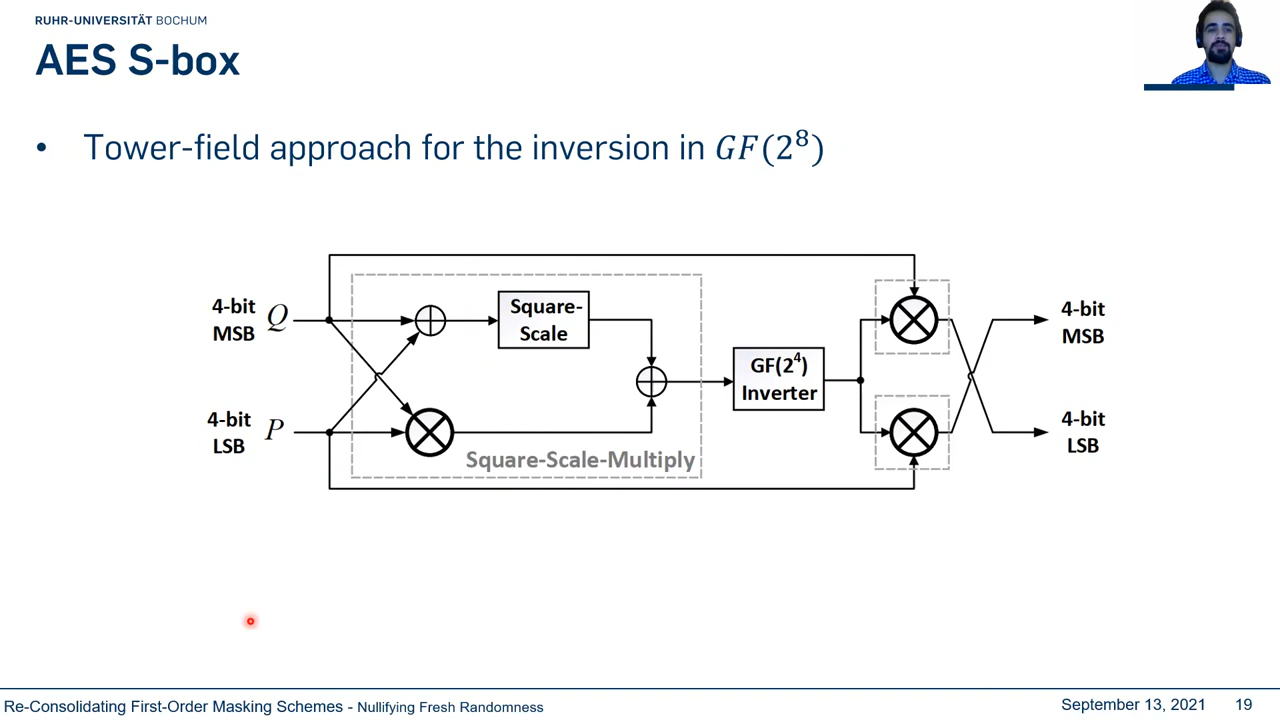 RUHR-UNIVERSITÄT BOCHUM
AES S-box
• Tower-field approach for the inversion in GF(2⁸)
4-bit
MSB
Q
Square-
Scale
4-bit
MSB
GF(2⁴)
Inverter
4-bit
LSB
P
4-bit
LSB
Square-Scale-Multiply
Re-Consolidating First-Order Masking Schemes - Nullifying Fresh Randomness
September 13, 2021 19